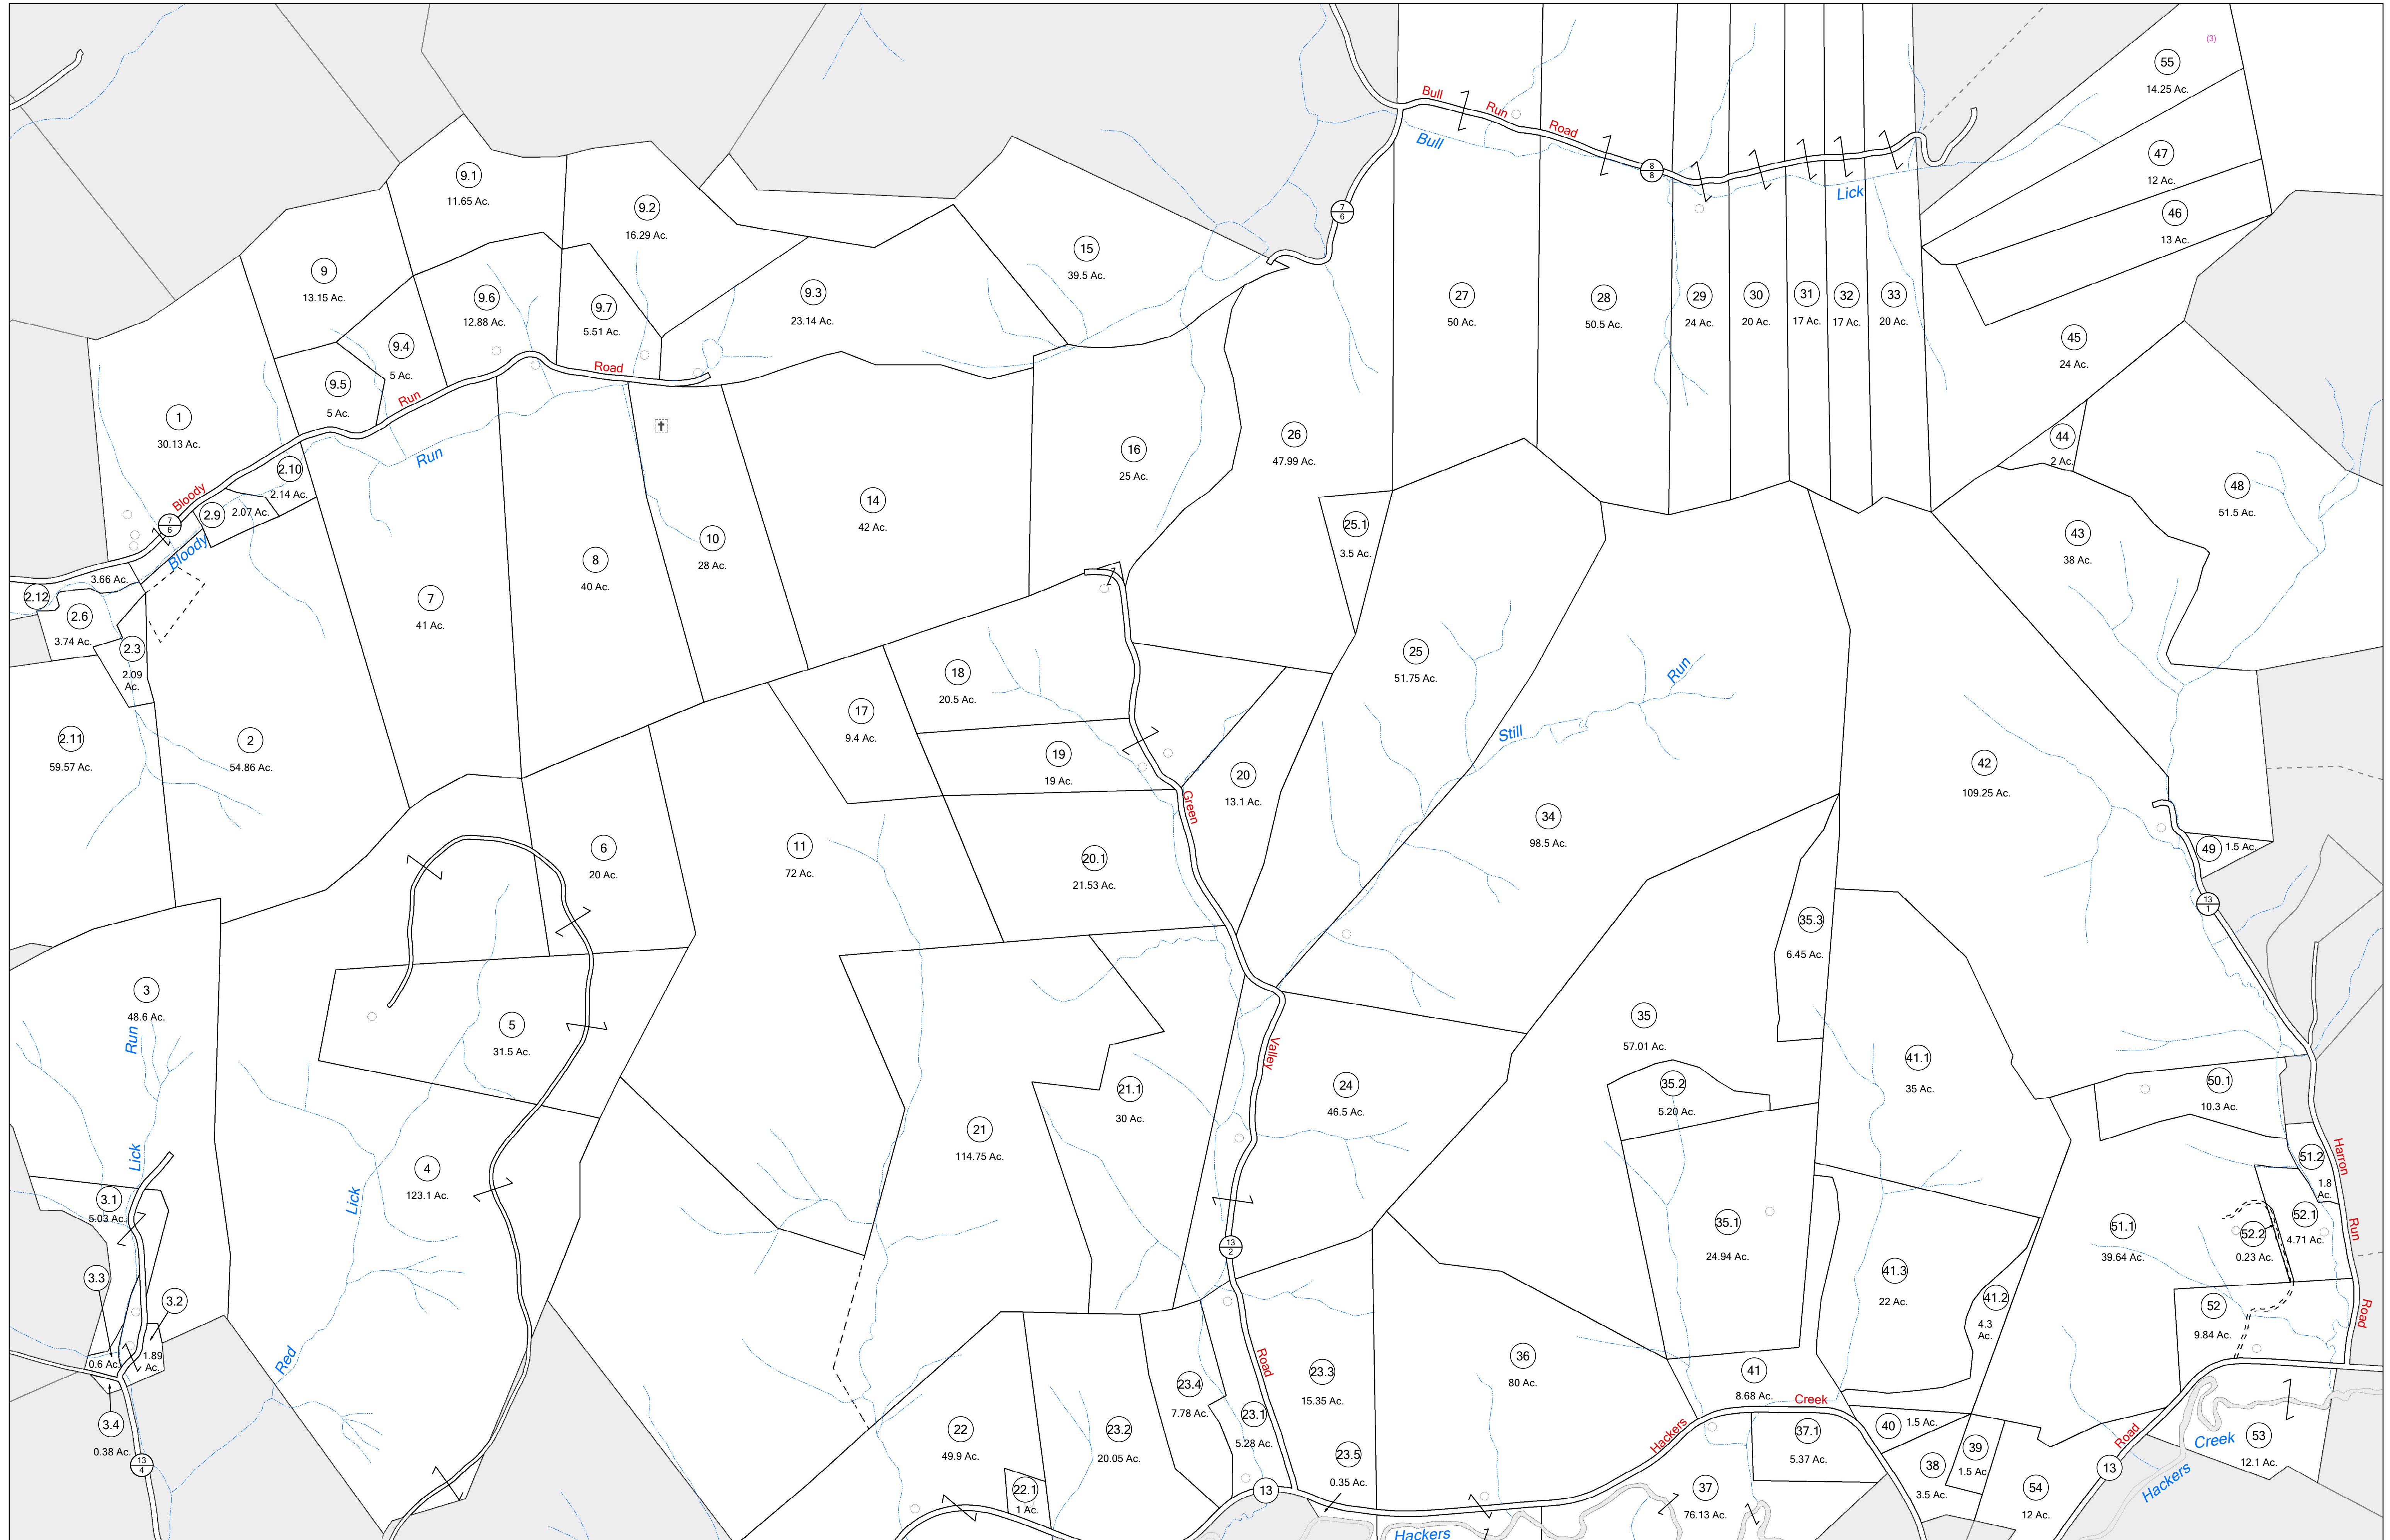 (3)
55
14.25 Ac.
Bull
Run
Road
Bull
8
8
Lick
47
12 Ac.
46
13 Ac.
7
6
9.1
11.65 Ac.
9.2
16.29 Ac.
15
39.5 Ac.
9
13.15 Ac.
9.6
12.88 Ac.
9.7
5.51 Ac.
9.3
23.14 Ac.
27
50 Ac.
28
50.5 Ac.
29
24 Ac.
30
20 Ac.
31
17 Ac.
32
17 Ac.
33
20 Ac.
45
24 Ac.
9.4
5 Ac.
9.5
5 Ac.
Road
Run
1
30.13 Ac.
Run
26
47.99 Ac.
16
25 Ac.
44
2 Ac.
2.10
2.14 Ac.
Bloody
2.9
2.07 Ac.
7
6
Bloody
14
42 Ac.
10
28 Ac.
25.1
3.5 Ac.
48
51.5 Ac.
43
38 Ac.
8
40 Ac.
3.66 Ac.
2.12
2.6
3.74 Ac.
2.3
2.09
Ac.
7
41 Ac.
18
20.5 Ac.
25
51.75 Ac.
Run
17
9.4 Ac.
Still
2.11
59.57 Ac.
2
54.86 Ac.
19
19 Ac.
20
13.1 Ac.
Green
42
109.25 Ac.
34
98.5 Ac.
6
20 Ac.
11
72 Ac.
20.1
21.53 Ac.
49
1.5 Ac.
13
1
35.3
6.45 Ac.
3
48.6 Ac.
Run
5
31.5 Ac.
35
57.01 Ac.
Valley
24
46.5 Ac.
41.1
35 Ac.
50.1
10.3 Ac.
35.2
5.20 Ac.
21.1
30 Ac.
21
114.75 Ac.
Lick
4
123.1 Ac.
Lick
Harron
51.2
1.8
Ac.
3.1
5.03 Ac.
35.1
24.94 Ac.
51.1
39.64 Ac.
52.1
4.71 Ac.
52.2
0.23 Ac.
Run
13
2
3.3
3.2
41.3
22 Ac.
41.2
4.3
Ac.
52
9.84 Ac.
Road
0.6 Ac.
1.89
Ac.
Red
Road
36
80 Ac.
23.3
15.35 Ac.
23.4
7.78 Ac.
41
8.68 Ac.
Creek
3.4
0.38 Ac.
23.1
5.28 Ac.
22
49.9 Ac.
23.2
20.05 Ac.
23.5
0.35 Ac.
Hackers
37.1
5.37 Ac.
40
1.5 Ac.
39
1.5 Ac.
38
3.5 Ac.
Road
13
Creek
53
12.1 Ac.
Hackers
13
4
22.1
1 Ac.
13
37
76.13 Ac.
54
12 Ac.
Hackers